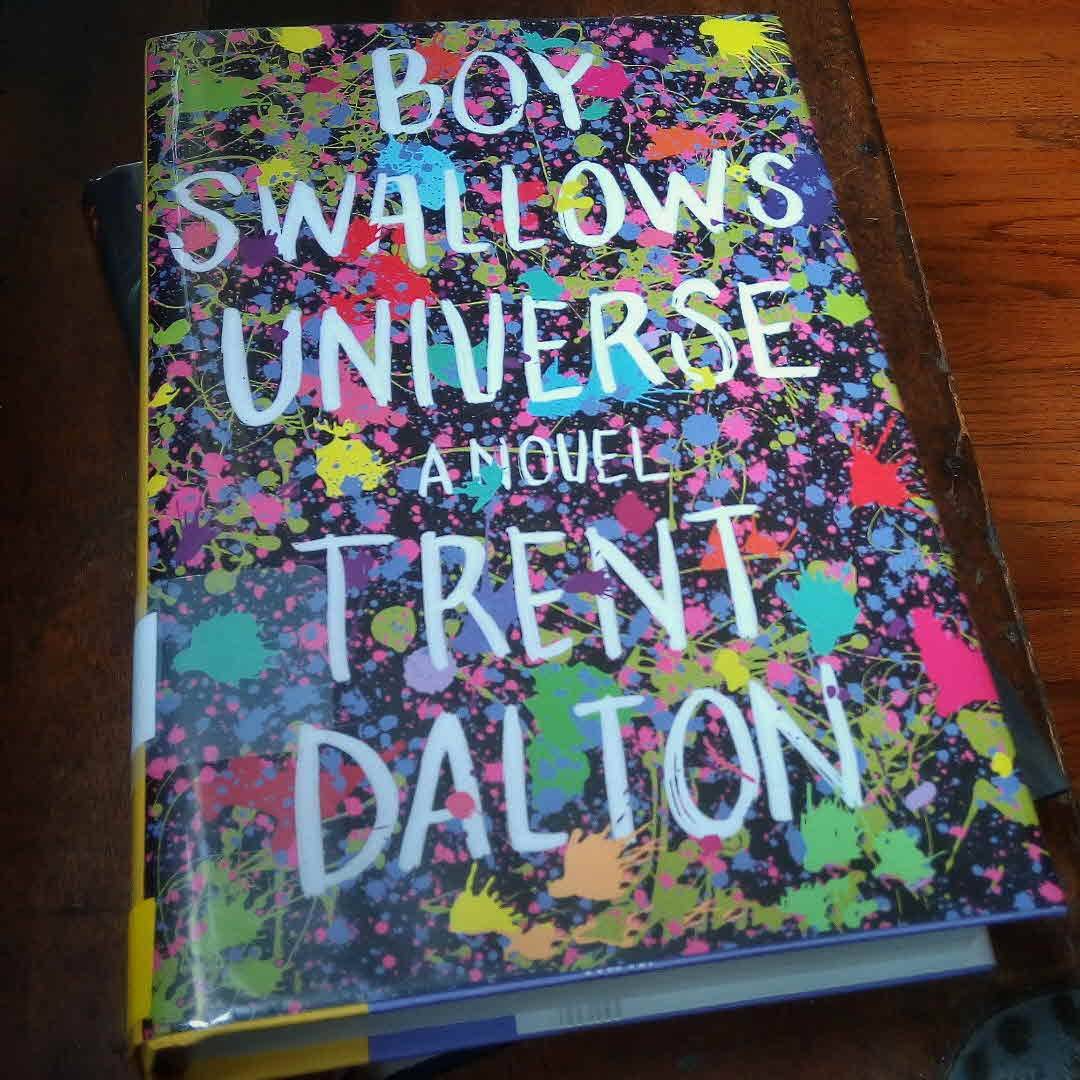 BOY
SWALLOWS
UNIVERSE
A NOVEL
TRENT
DALTON